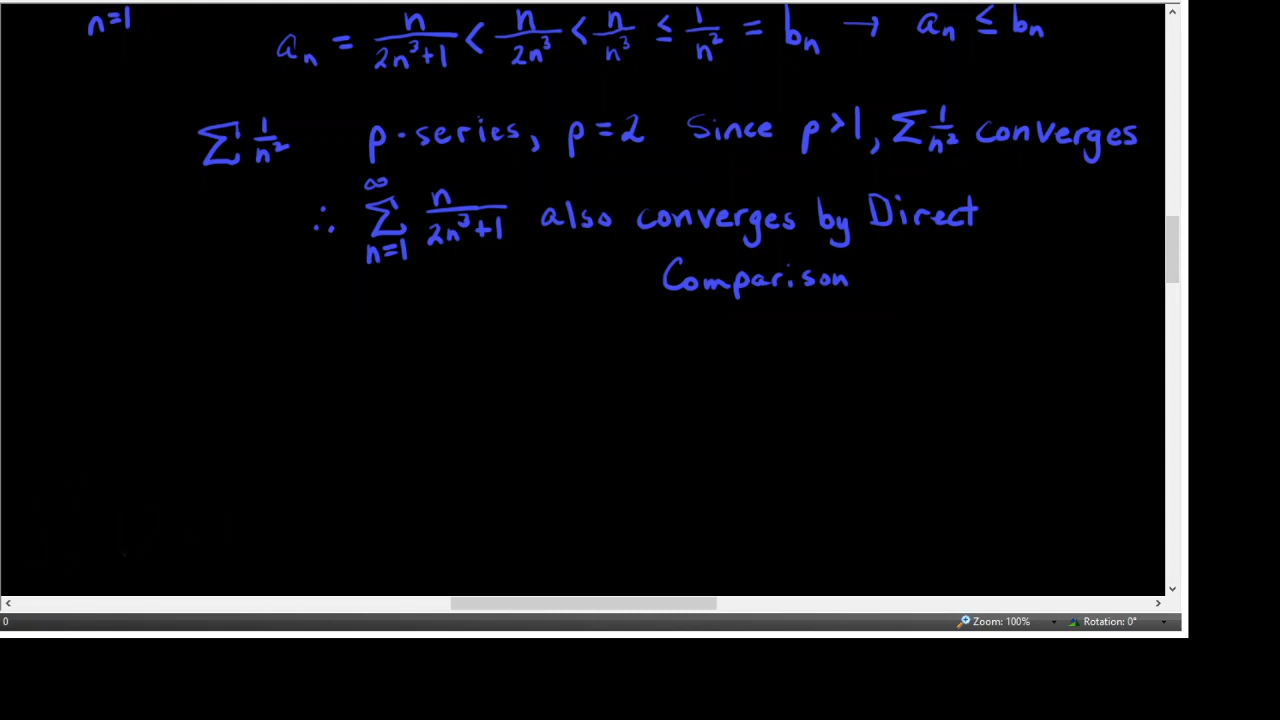 n=1
aₙ = n/(2n³+1) < n/(2n³) < n/n³ ≤ 1/n² = bₙ → aₙ ≤ bₙ
∑ 1/n² p-series, p = 2 Since p > 1, ∑ 1/n² converges
∴ ∞∑n=1 n/(2n³+1) also converges by Direct
Comparison
0 Zoom: 100% Rotation: 0°